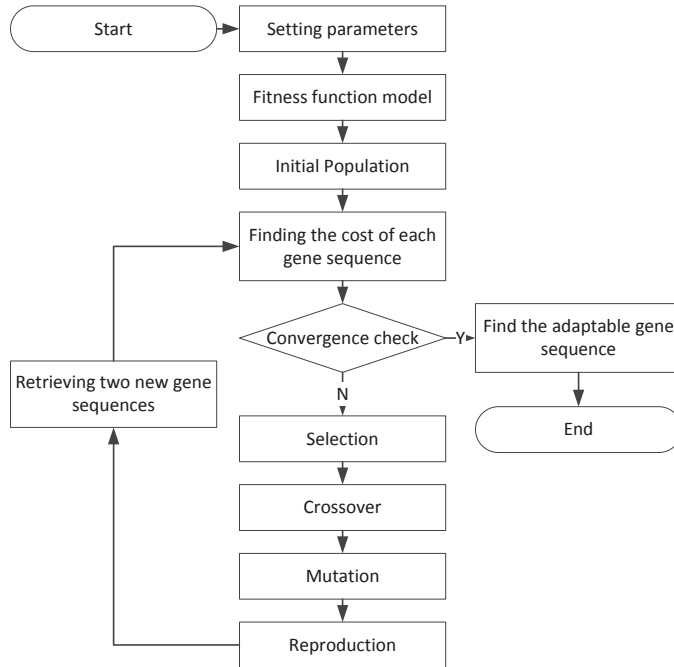 Start
Setting parameters
Fitness function model
Initial Population
Finding the cost of each
gene sequence
Convergence check
Y
Find the adaptable gene
sequence
End
N
Retrieving two new gene
sequences
Selection
Crossover
Mutation
Reproduction